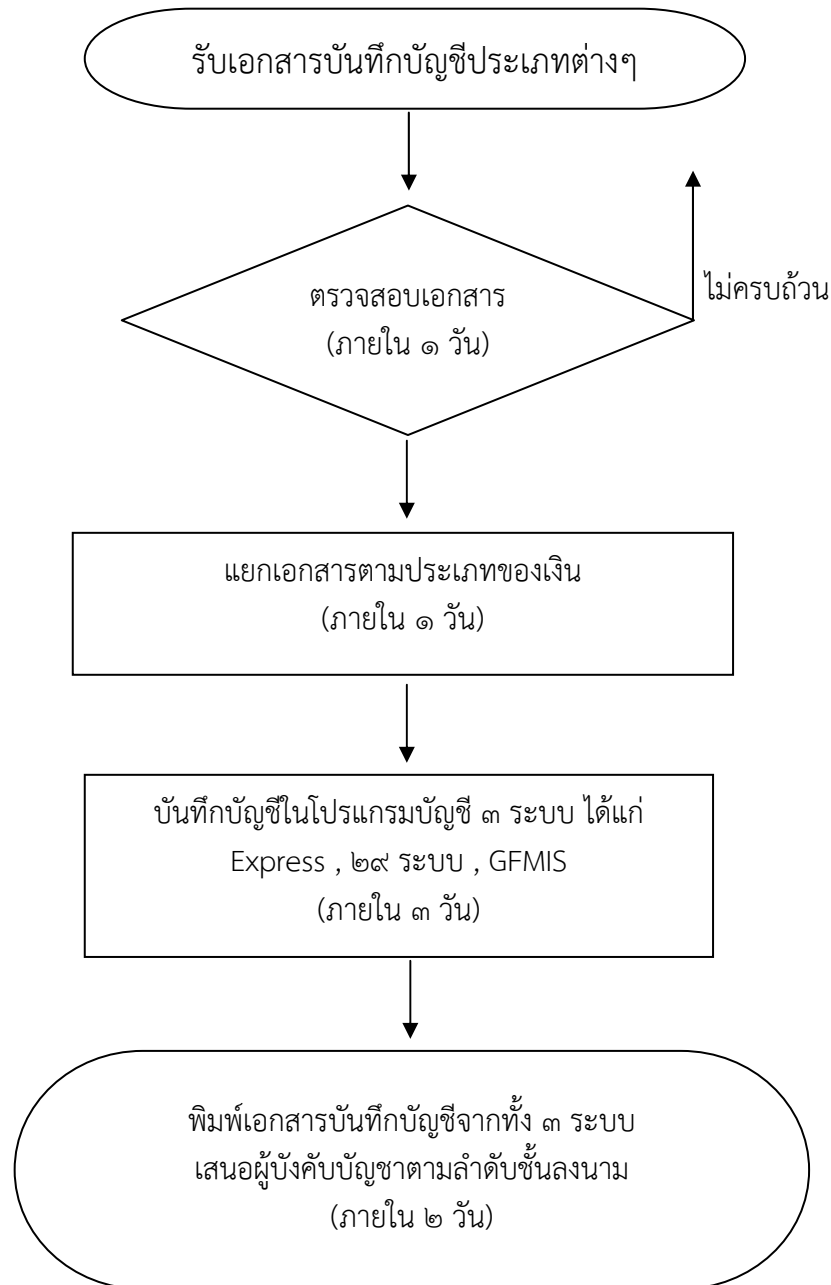 รับเอกสารบันทึกบัญชีประเภทต่างๆ
ไม่ครบถ้วน
ตรวจสอบเอกสาร
(ภายใน ๑ วัน)
แยกเอกสารตามประเภทของเงิน
(ภายใน ๑ วัน)
บันทึกบัญชีในโปรแกรมบัญชี ๓ ระบบ ได้แก่
Express , ๒๙ ระบบ , GFMIS
(ภายใน ๓ วัน)
พิมพ์เอกสารบันทึกบัญชีจากทั้ง ๓ ระบบ
เสนอผู้บังคับบัญชาตามลำดับชั้นลงนาม
(ภายใน ๒ วัน)